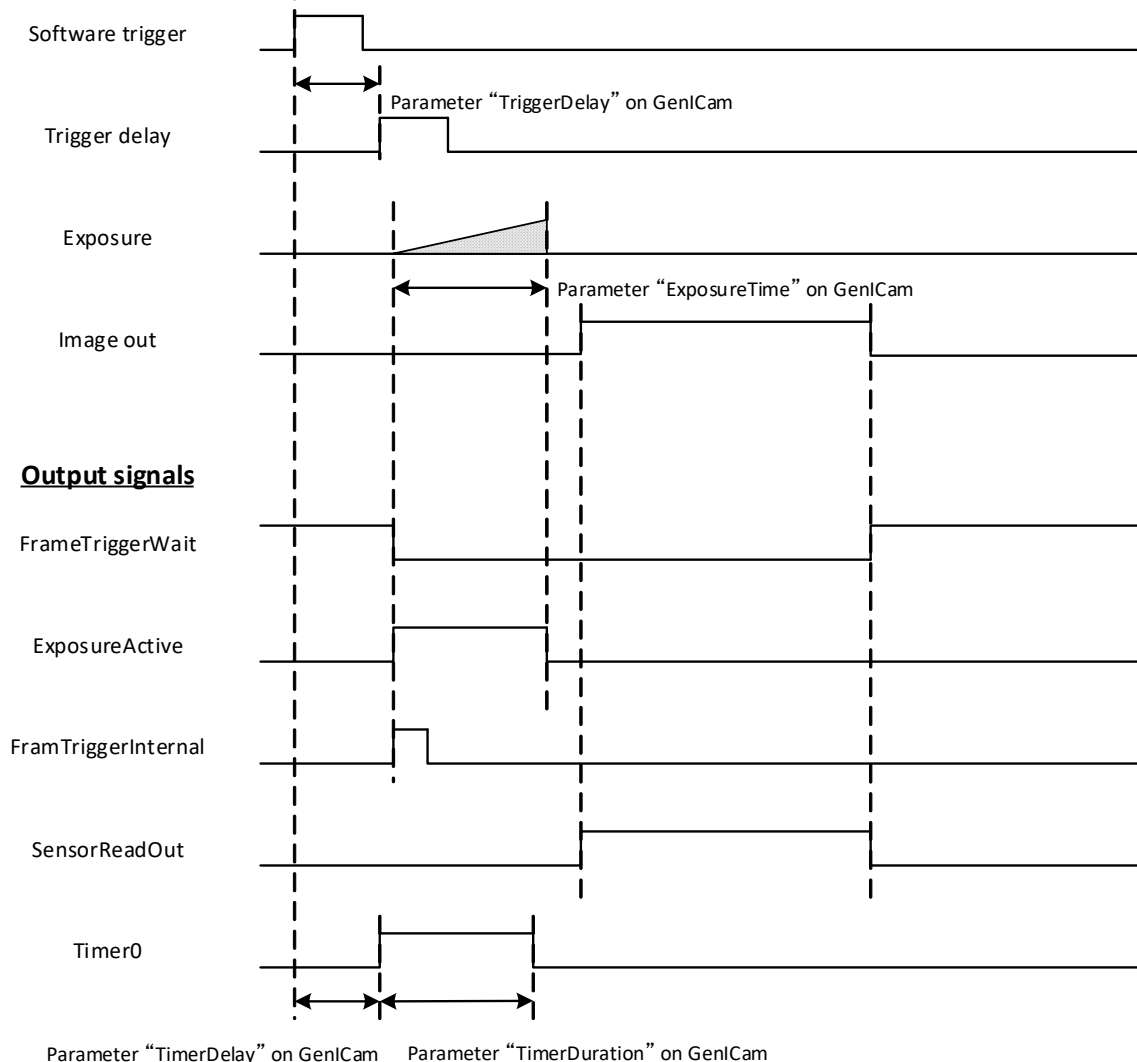 Software trigger
Parameter “TriggerDelay” on GenICam
Trigger delay
Exposure
Parameter “ExposureTime” on GenICam
Image out
Output signals
FrameTriggerWait
ExposureActive
FramTriggerInternal
SensorReadOut
Timer0
Parameter “TimerDelay” on GenICam
Parameter “TimerDuration” on GenICam